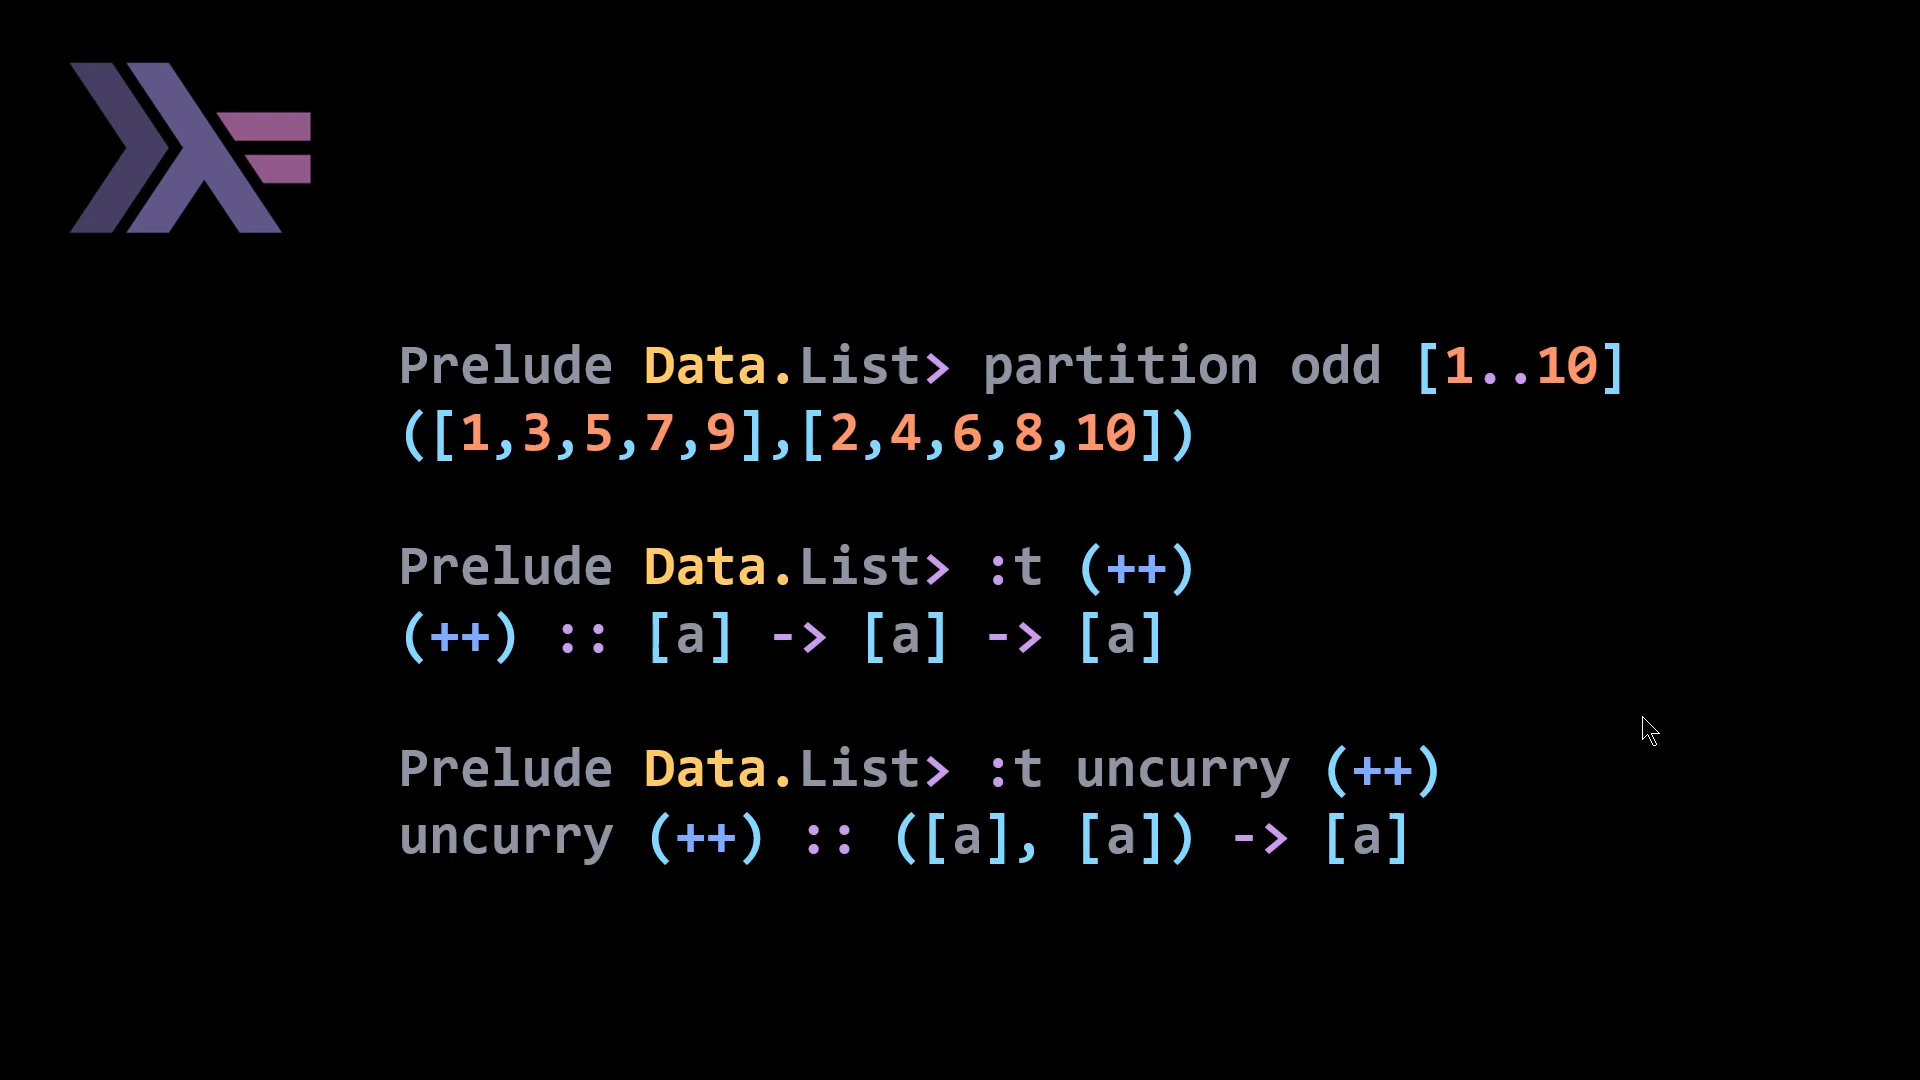 Prelude Data.List> partition odd [1..10]
([1,3,5,7,9],[2,4,6,8,10])
Prelude Data.List> :t (++)
(++) :: [a] -> [a] -> [a]
Prelude Data.List> :t uncurry (++)
uncurry (++) :: ([a], [a]) -> [a]